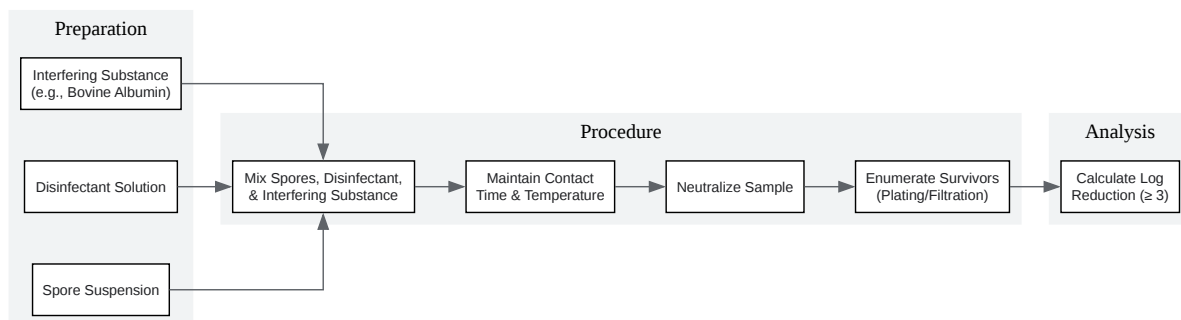 Preparation
Interfering Substance
(e.g., Bovine Albumin)
Disinfectant Solution
Spore Suspension
Procedure
Mix Spores, Disinfectant,
& Interfering Substance
Maintain Contact
Time & Temperature
Neutralize Sample
Enumerate Survivors
(Plating/Filtration)
Analysis
Calculate Log
Reduction (≥ 3)